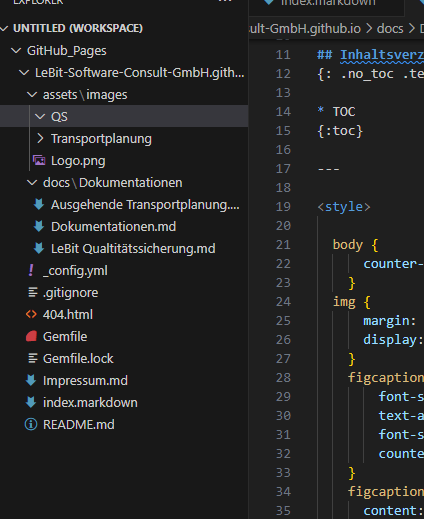 EXPLORER
UNTITLED (WORKSPACE)
GitHub_Pages
LeBit-Software-Consult-GmbH.gith...
assets\images
QS
Transportplanung
Logo.png
docs\Dokumentationen
Ausgehende Transportplanung....
Dokumentationen.md
LeBit Qualtitätssicherung.md
_config.yml
.gitignore
404.html
Gemfile
Gemfile.lock
Impressum.md
index.markdown
README.md
index.markdown
sult-GmbH.github.io > docs > D
11 ## Inhaltsverz
12 {: .no_toc .te
13
14 * TOC
15 {:toc}
16
17 ---
18
19 <style>
20
21 body {
22 counter-
23 }
24 img {
25 margin:
26 display:
27 }
28 figcaption
29 font-s
30 text-a
31 font-s
32 counte
33 }
34 figcaption
35 content: